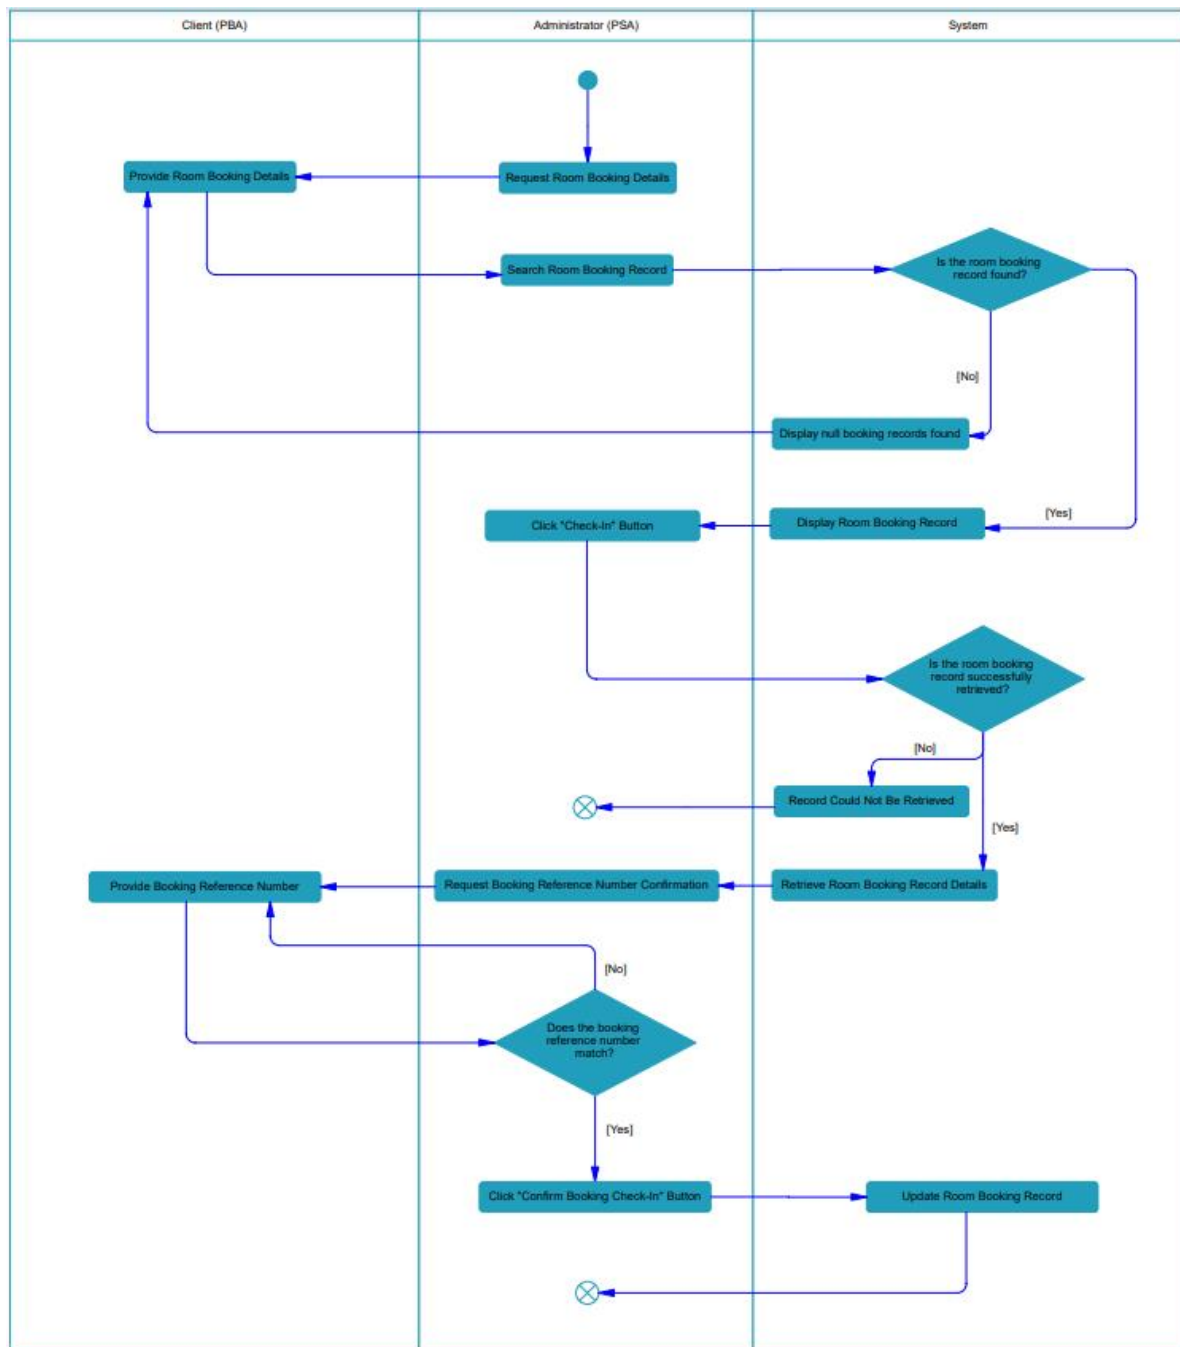 Client (PBA)
Administrator (PSA)
System
Provide Room Booking Details
Request Room Booking Details
Search Room Booking Record
Is the room booking
record found?
[No]
Display null booking records found
Click "Check-In" Button
Display Room Booking Record
[Yes]
Is the room booking
record successfully
retrieved?
[No]
Record Could Not Be Retrieved
[Yes]
Provide Booking Reference Number
Request Booking Reference Number Confirmation
Retrieve Room Booking Record Details
[No]
Does the booking
reference number
match?
[Yes]
Click "Confirm Booking Check-In" Button
Update Room Booking Record